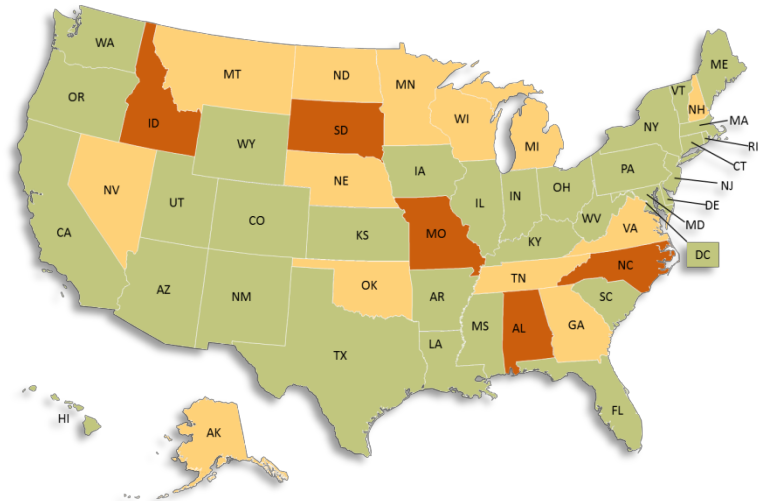 WA
MT
ND
MN
ME
VT
NH
OR
ID
SD
WI
MI
NY
MA
RI
WY
CT
NV
NE
IA
PA
NJ
UT
IL
IN
OH
DE
CA
CO
KS
MO
WV
VA
MD
KY
DC
AZ
NM
OK
AR
TN
NC
SC
MS
AL
GA
TX
LA
FL
HI
AK